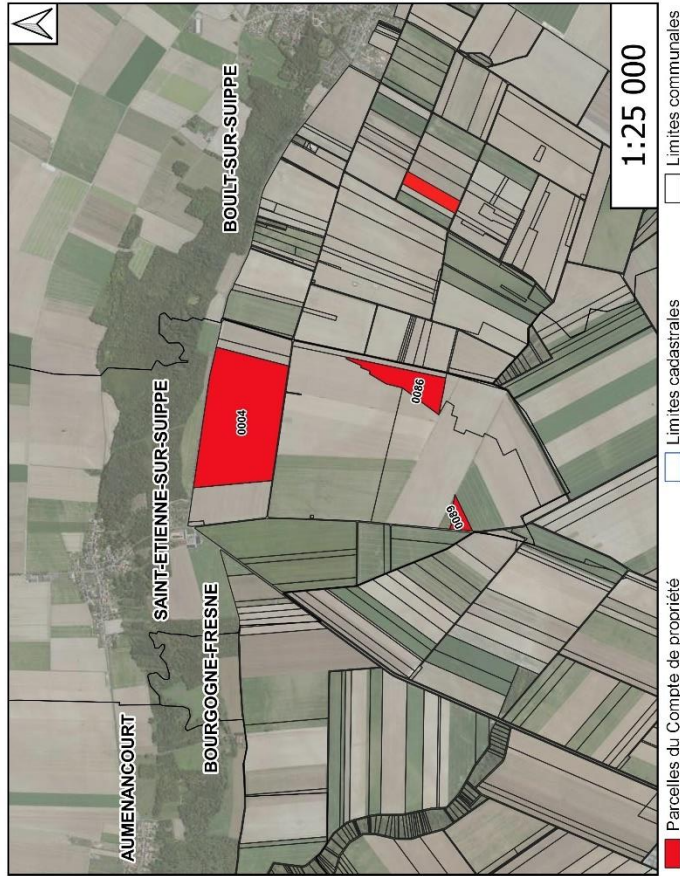 BOULT-SUR-SUIPPE
SAINT-ETIENNE-SUR-SUIPPE
BOURGOGNE-FRESNE
AUMENANCOURT
0004
0086
0089
1:25 000
Parcelles du Compte de propriété
Limites cadastrales
Limites communales